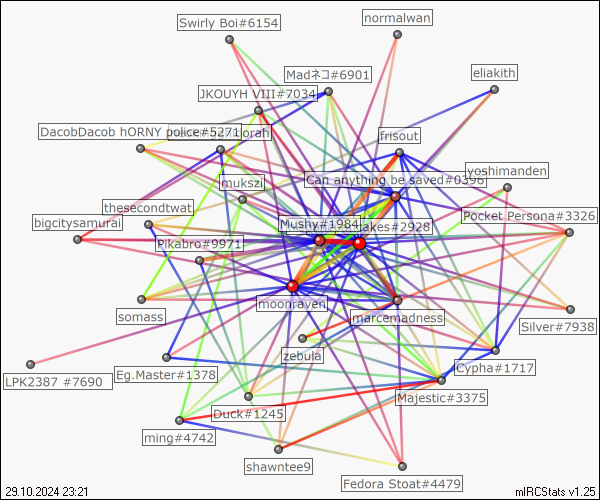 Swirly Boi#6154
normalwan
Madネコ#6901
eliakith
JKOUYH VIII#7034
DacobDacob hORNY police#5271
orah
frisout
mukszil
Can anything be saved#0396
yoshimanden
thesecondtwat
Pocket Persona#3326
bigcitysamurai
Mushy#1984
akes#2928
Pikabro#9971
moonraven
marcemadness
somass
Silver#7938
zebula
Cypha#1717
LPK2387 #7690
Eg.Master#1378
Majestic#3375
Duck#1245
ming#4742
shawntee9
Fedora Stoat#4479
29.10.2024 23:21
mIRCStats v1.25